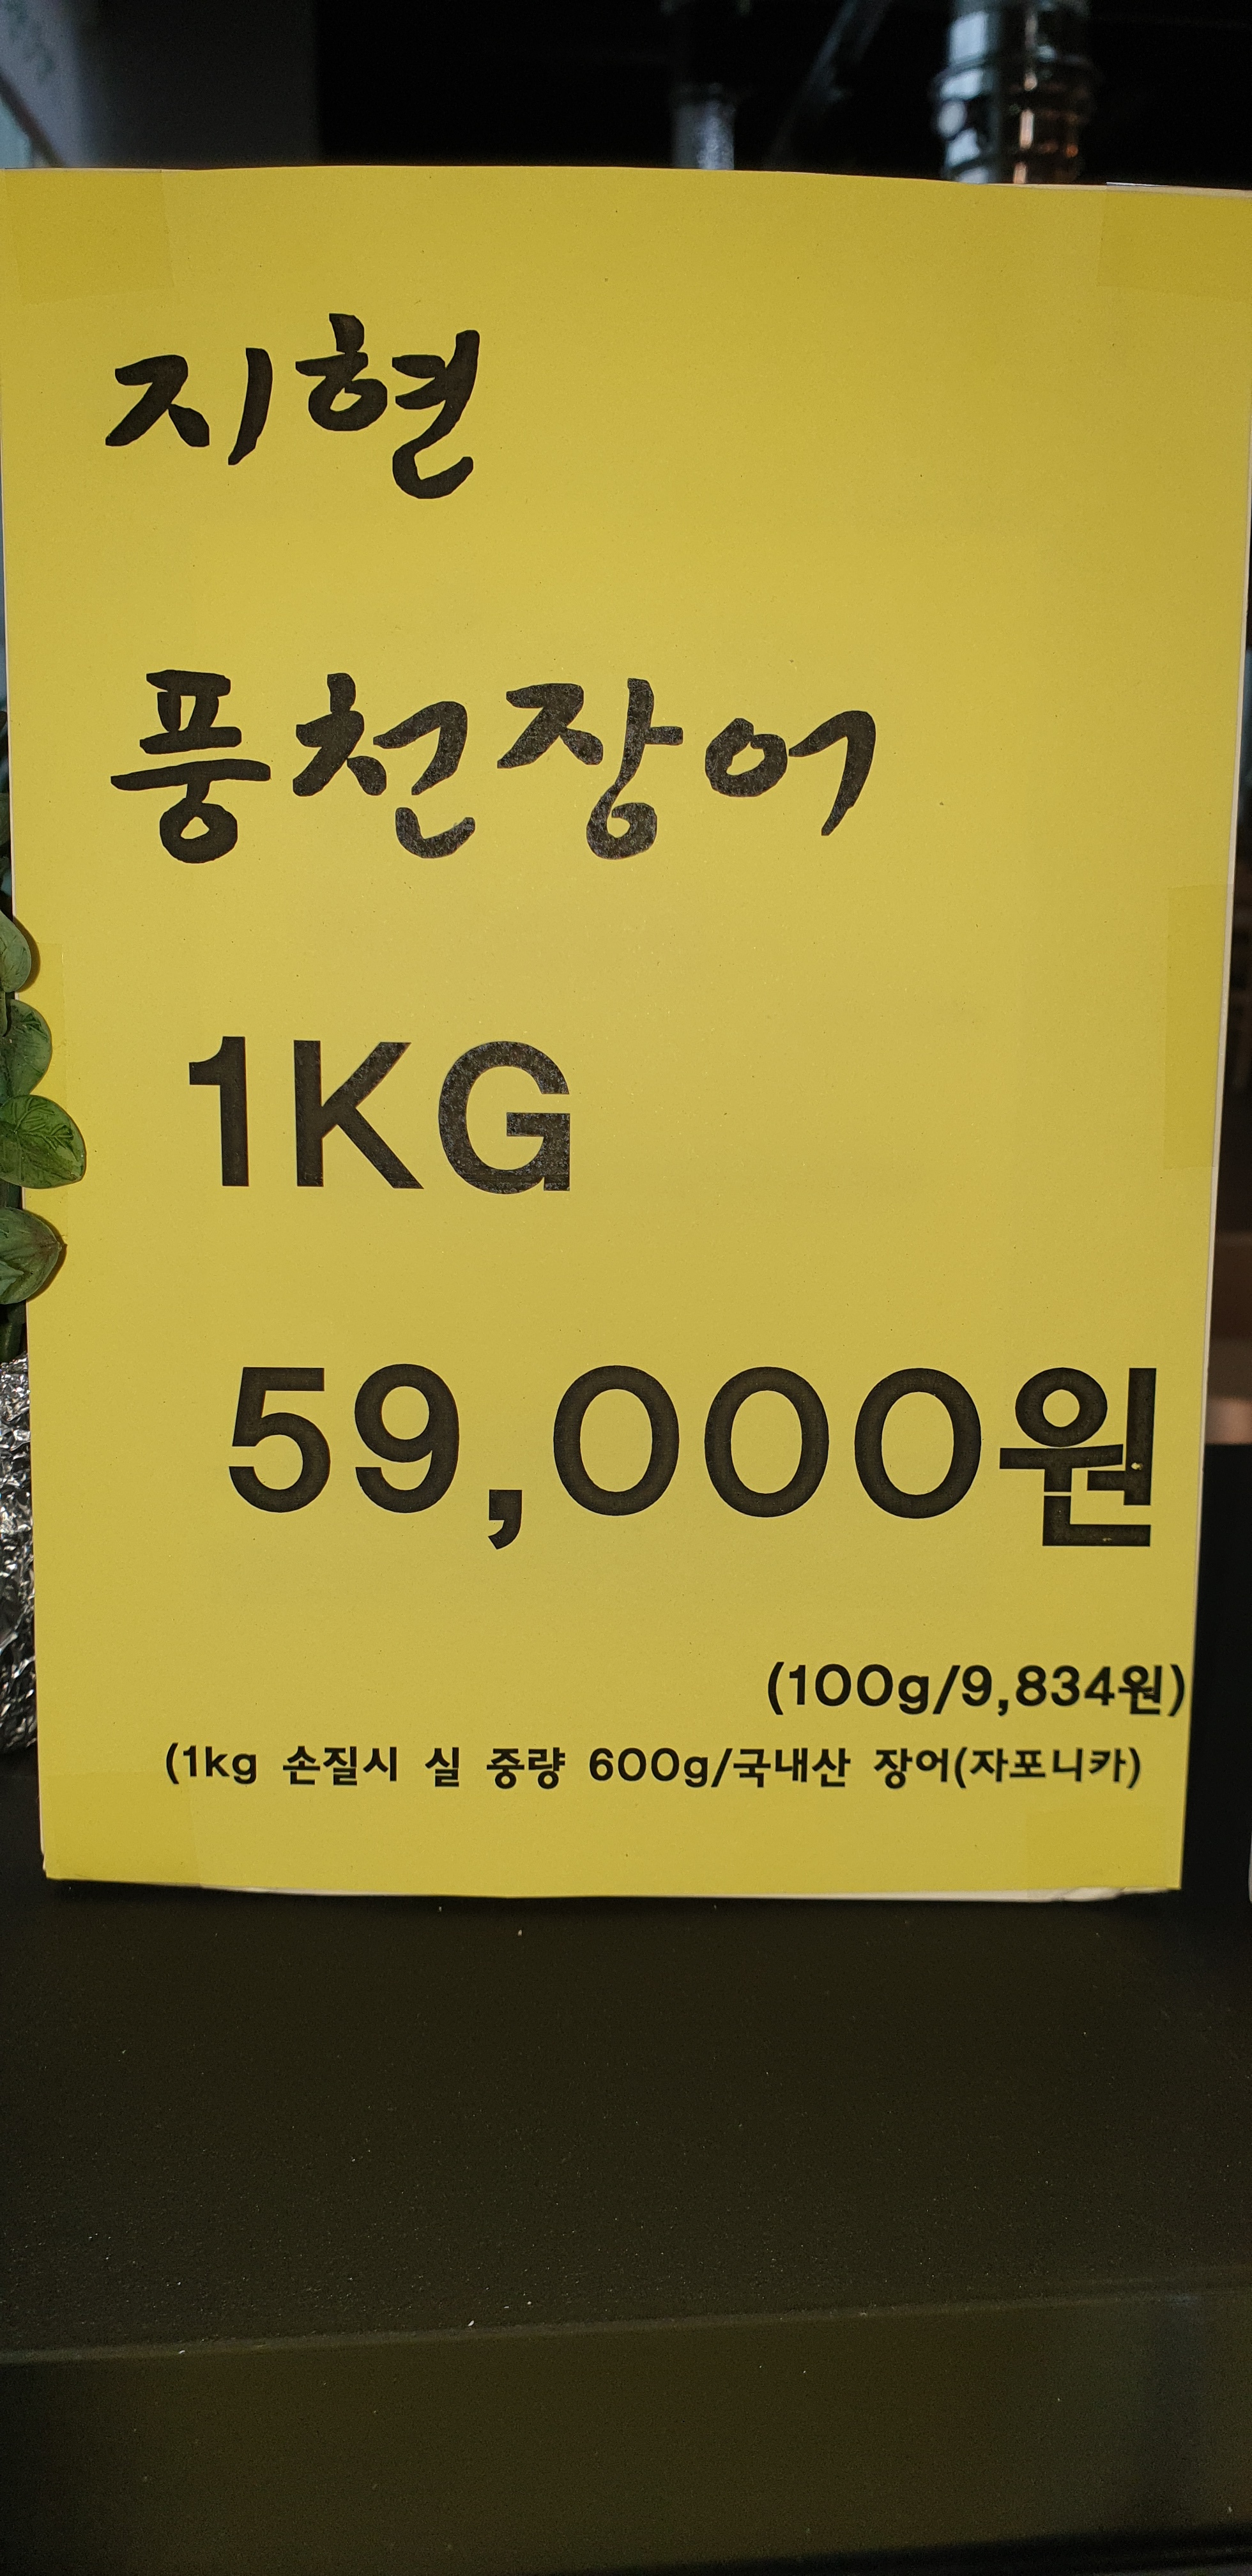 지현
풍천장어
1KG
59,000원
(100g/9,834원)
(1kg 손질시 실 중량 600g/국내산 장어(자포니카)